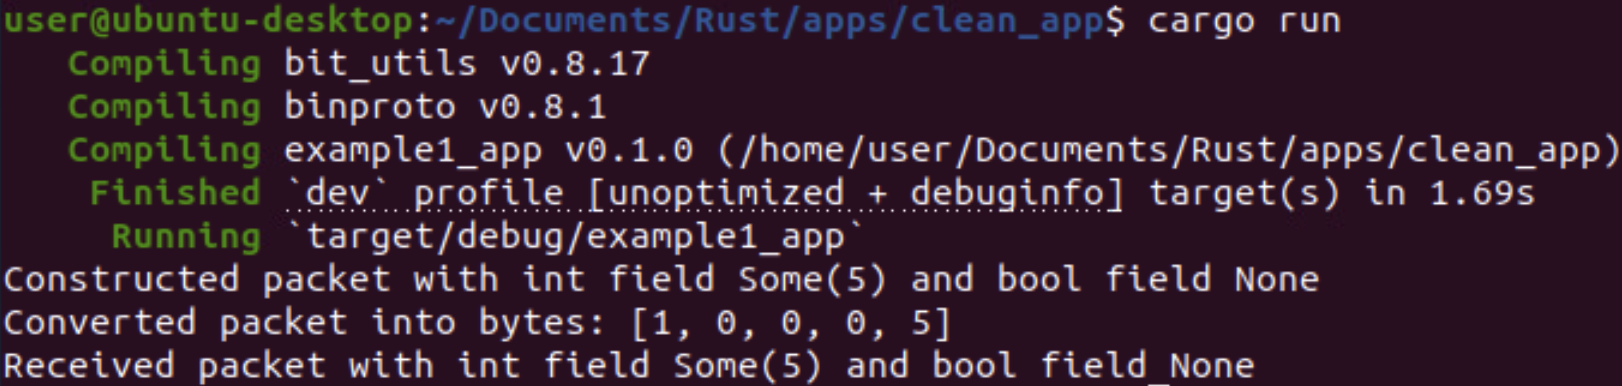 user@ubuntu-desktop:~/Documents/Rust/apps/clean_app$ cargo run
Compiling bit_utils v0.8.17
Compiling binproto v0.8.1
Compiling example1_app v0.1.0 (/home/user/Documents/Rust/apps/clean_app)
Finished `dev` profile [unoptimized + debuginfo] target(s) in 1.69s
Running `target/debug/example1_app`
Constructed packet with int field Some(5) and bool field None
Converted packet into bytes: [1, 0, 0, 0, 5]
Received packet with int field Some(5) and bool field None